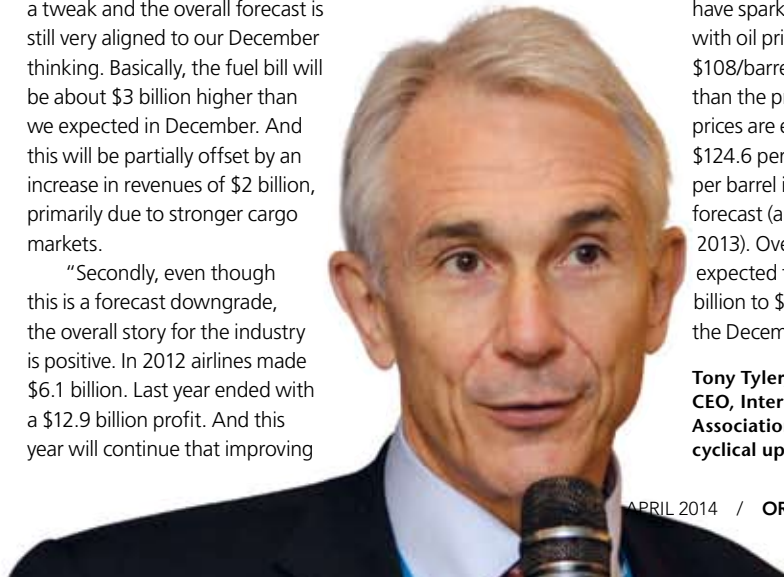 a tweak and the overall forecast is
still very aligned to our December
thinking. Basically, the fuel bill will
be about $3 billion higher than
we expected in December. And
this will be partially offset by an
increase in revenues of $2 billion,
primarily due to stronger cargo
markets.
“Secondly, even though
this is a forecast downgrade,
the overall story for the industry
is positive. In 2012 airlines made
$6.1 billion. Last year ended with
a $12.9 billion profit. And this
year will continue that improving
have spark
with oil pri
$108/barre
than the p
prices are e
$124.6 per
per barrel i
forecast (a
2013). Ove
expected t
billion to $
the Decem
Tony Tyler
CEO, Inter
Associatio
cyclical up
APRIL 2014 / OR